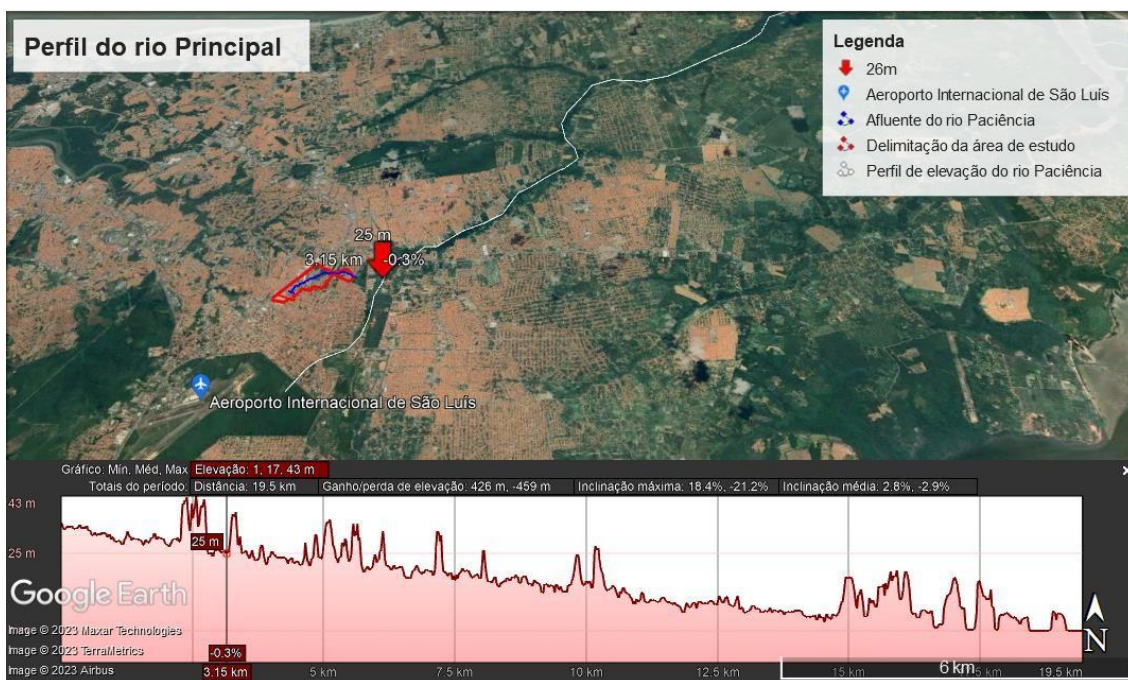 Perfil do rio Principal
Legenda
26m
Aeroporto Internacional de São Luís
Afluente do rio Paciência
Delimitação da área de estudo
Perfil de elevação do rio Paciência
25 m
3.15 km -0.3%
Aeroporto Internacional de São Luís
Gráfico: Mín, Méd, Max Elevação: 1, 17, 43 m
Totais do período: Distância: 19.5 km Ganho/perda de elevação: 426 m, -459 m Inclinação máxima: 18.4%, -21.2% Inclinação média: 2.8%, -2.9%
43 m
25 m
25 m
Google Earth
Image © 2023 Maxar Technologies
Image © 2023 TerraMetrics
Image © 2023 Airbus
-0.3%
3.15 km 5 km 7.5 km 10 km 12.5 km 15 km 19.5 km
6 km
N